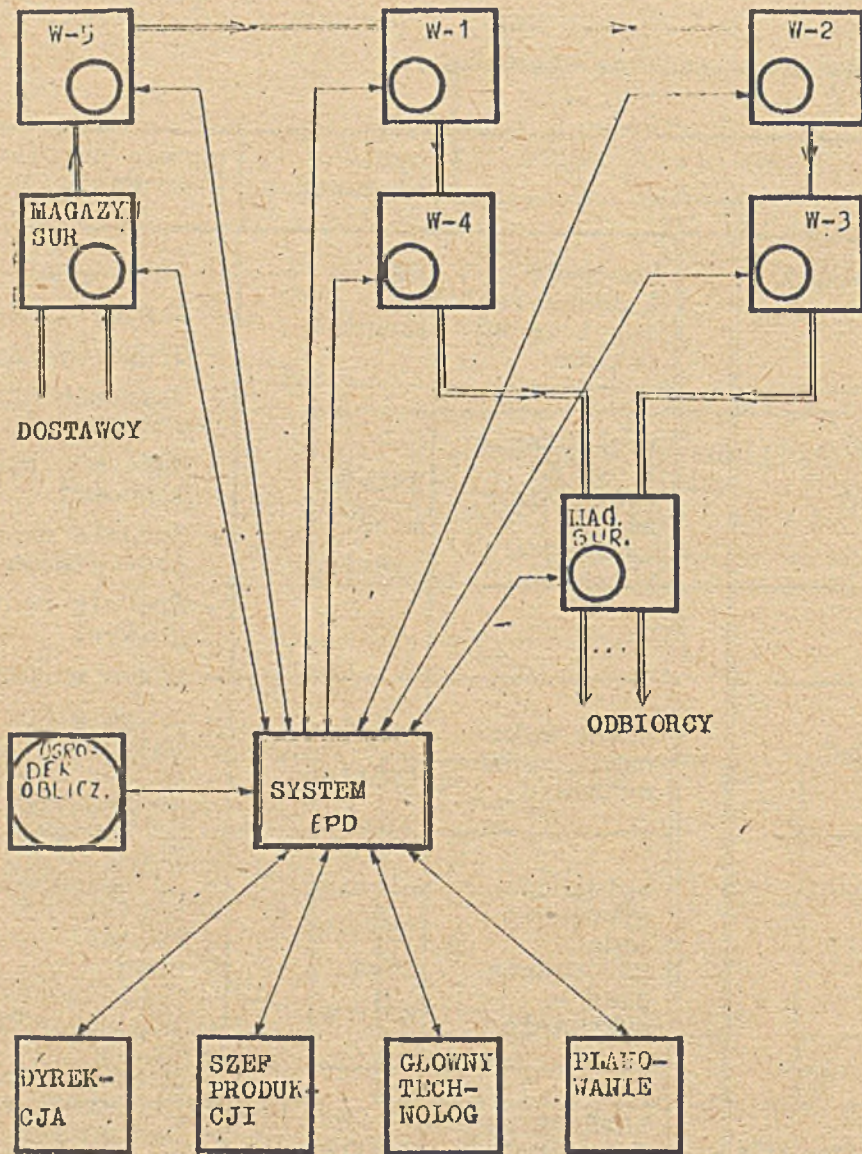 W-5
W-1
W-2
MAGAZYN
SUR
W-4
W-3
DOSTAWCY
MAG.
SUR.
ODBIORCY
OSRO-
DEK
OBLICZ.
SYSTEM
EPD
DYREK-
CJA
SZEF
PRODUK-
CJI
GŁOWNY
TECH-
NOLOG
PLANO-
WANIE